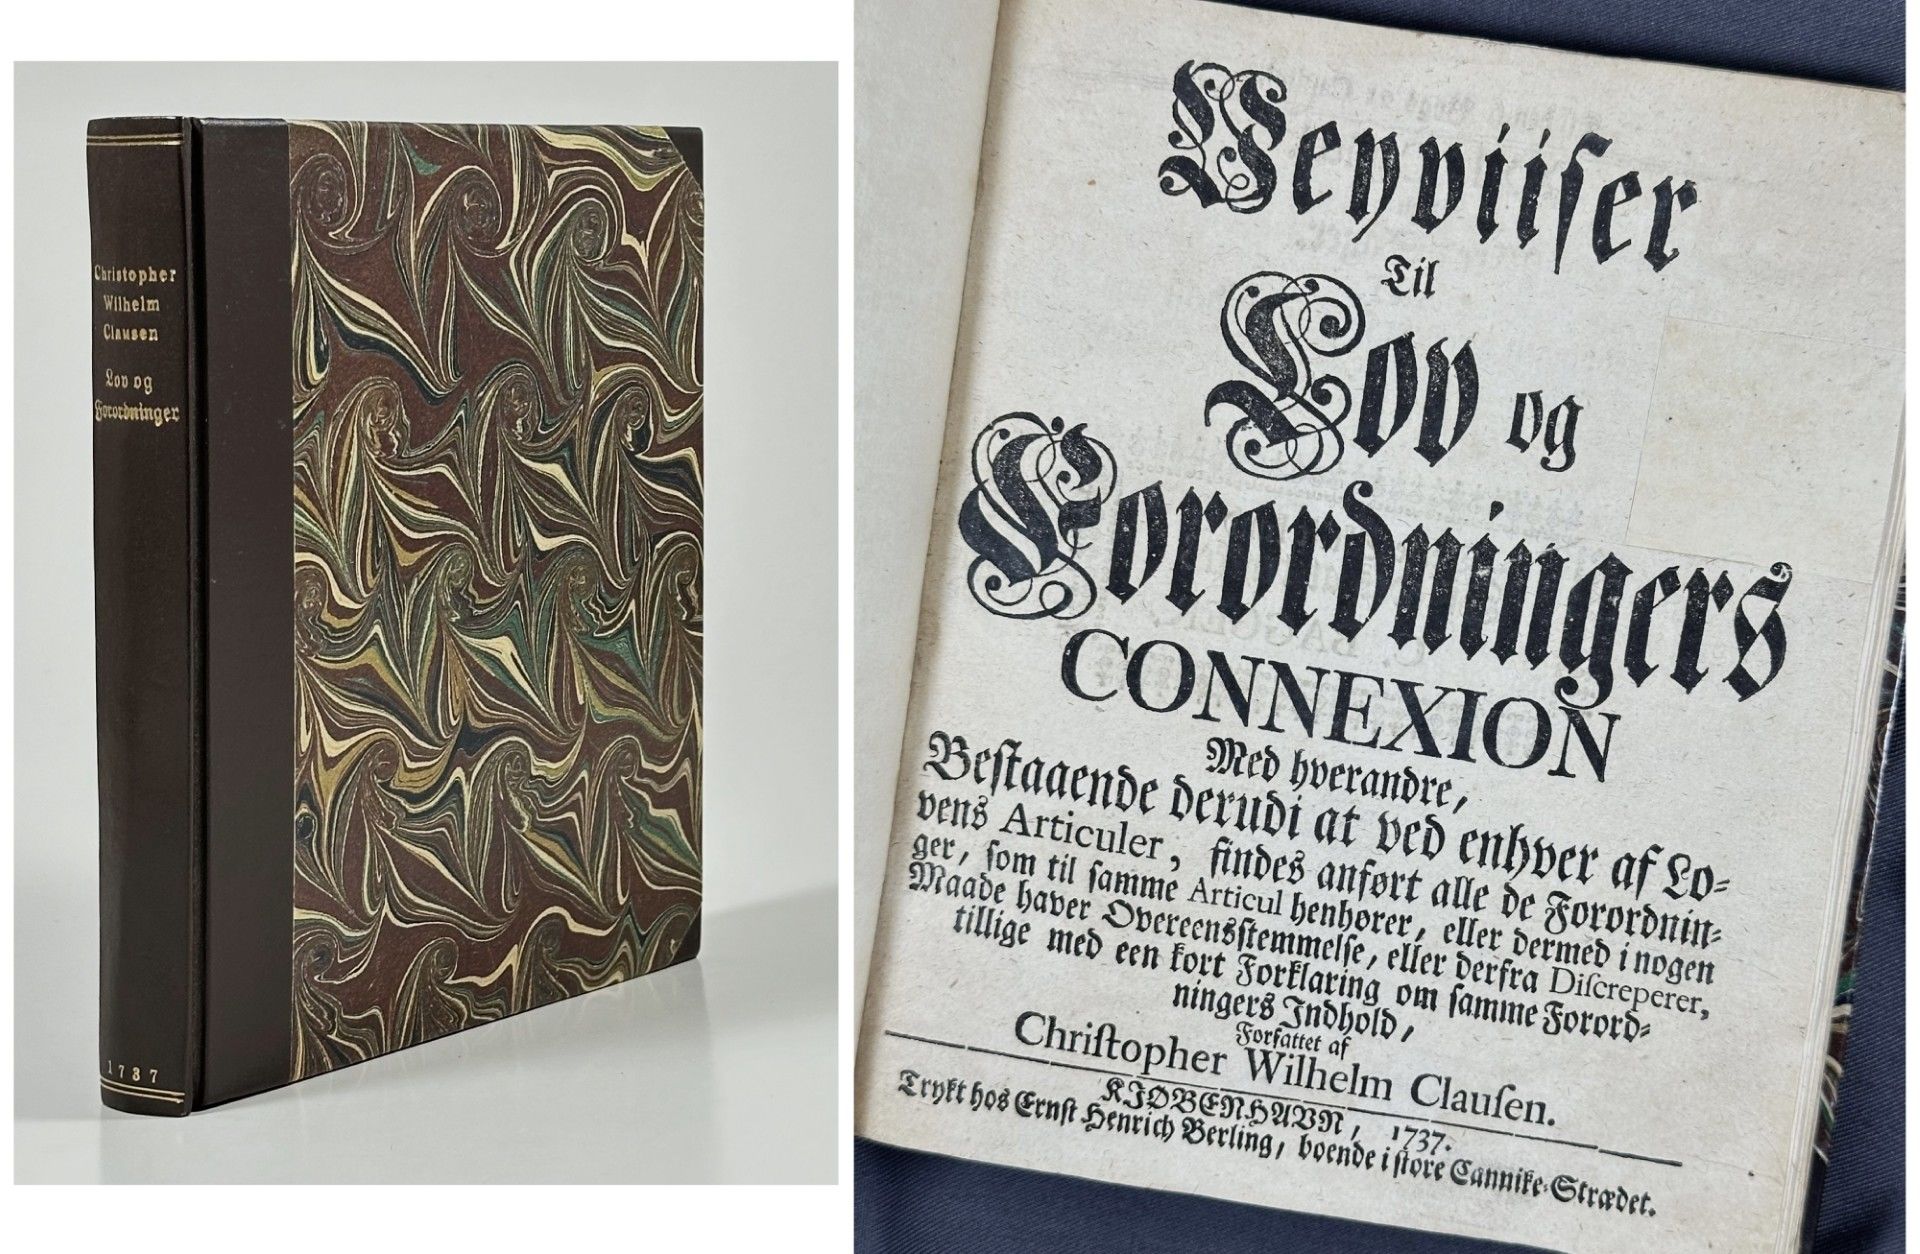 Christopher
Wilhelm
Clausen
Lov og
Forordninger
1737
Veyviiſer
Til
Lov og
Forordningers
CONNEXION
Med hverandre,
Beſtaaende derudi at ved enhver af Lo-
vens Articuler, findes anført alle de Forordnin-
ger, ſom til ſamme Articul henhører, eller dermed i nogen
Maade haver Overeensſtemmelſe, eller derfra Diſcreperer,
tillige med een kort Forklaring om ſamme Forord-
ningers Indhold,
Forfattet af
Chriſtopher Wilhelm Clauſen.
KIØBENHAVN, 1737.
Trykt hos Ernſt Henrich Berling, boende i ſtore Cannike-Strædet.